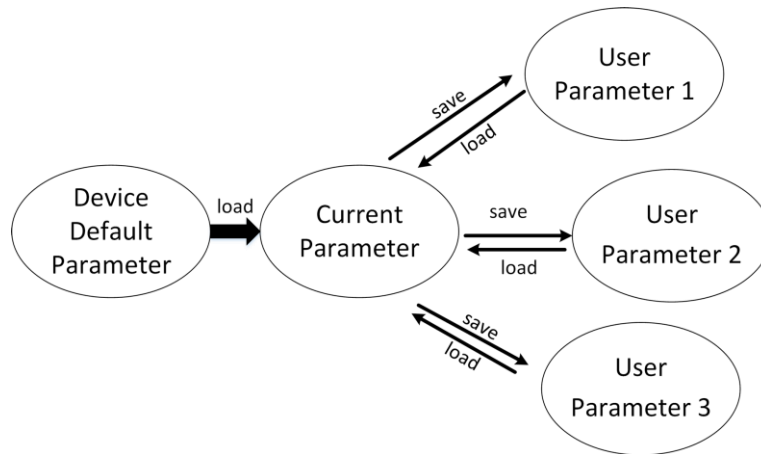 User
Parameter 1
save
load
Device
Default
Parameter
load
Current
Parameter
save
load
User
Parameter 2
save
load
User
Parameter 3